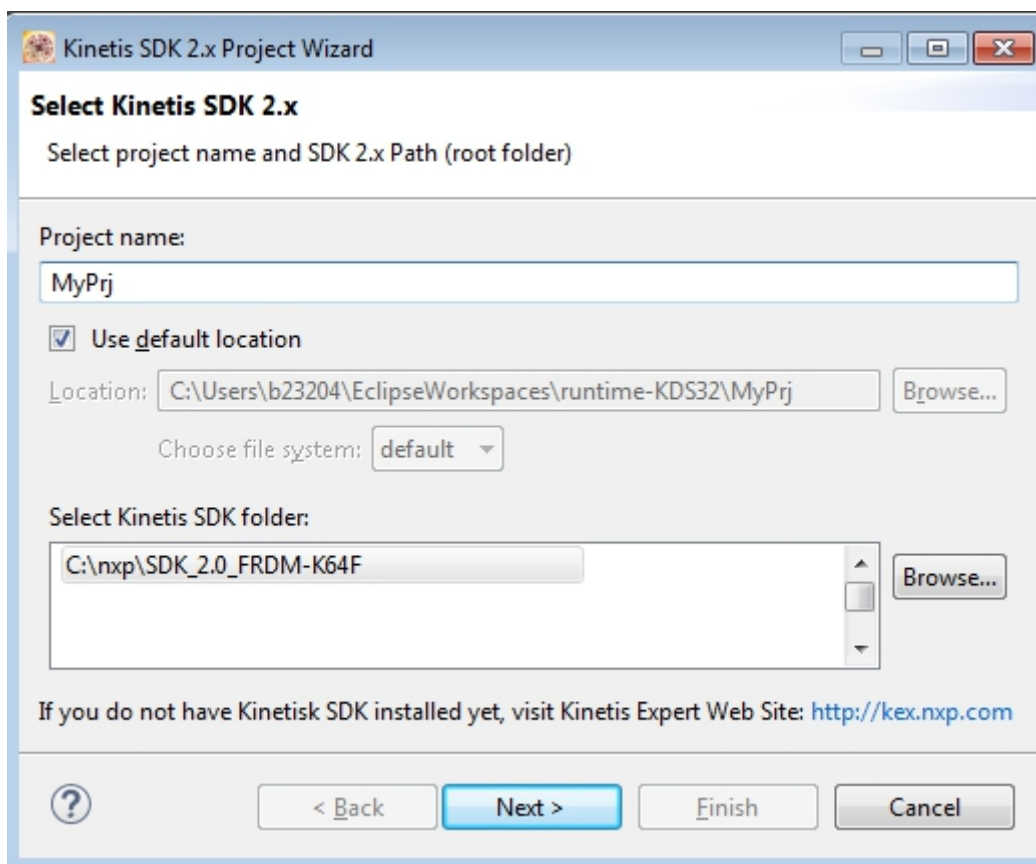 Kinetis SDK 2.x Project Wizard
Select Kinetis SDK 2.x
Select project name and SDK 2.x Path (root folder)
Project name:
MyPrj
Use default location
Location: C:\Users\b23204\EclipseWorkspaces\runtime-KDS32\MyPrj Browse...
Choose file system: default
Select Kinetis SDK folder:
C:\nxp\SDK_2.0_FRDM-K64F
Browse...
If you do not have Kinetisk SDK installed yet, visit Kinetis Expert Web Site: http://kex.nxp.com
? < Back Next > Finish Cancel